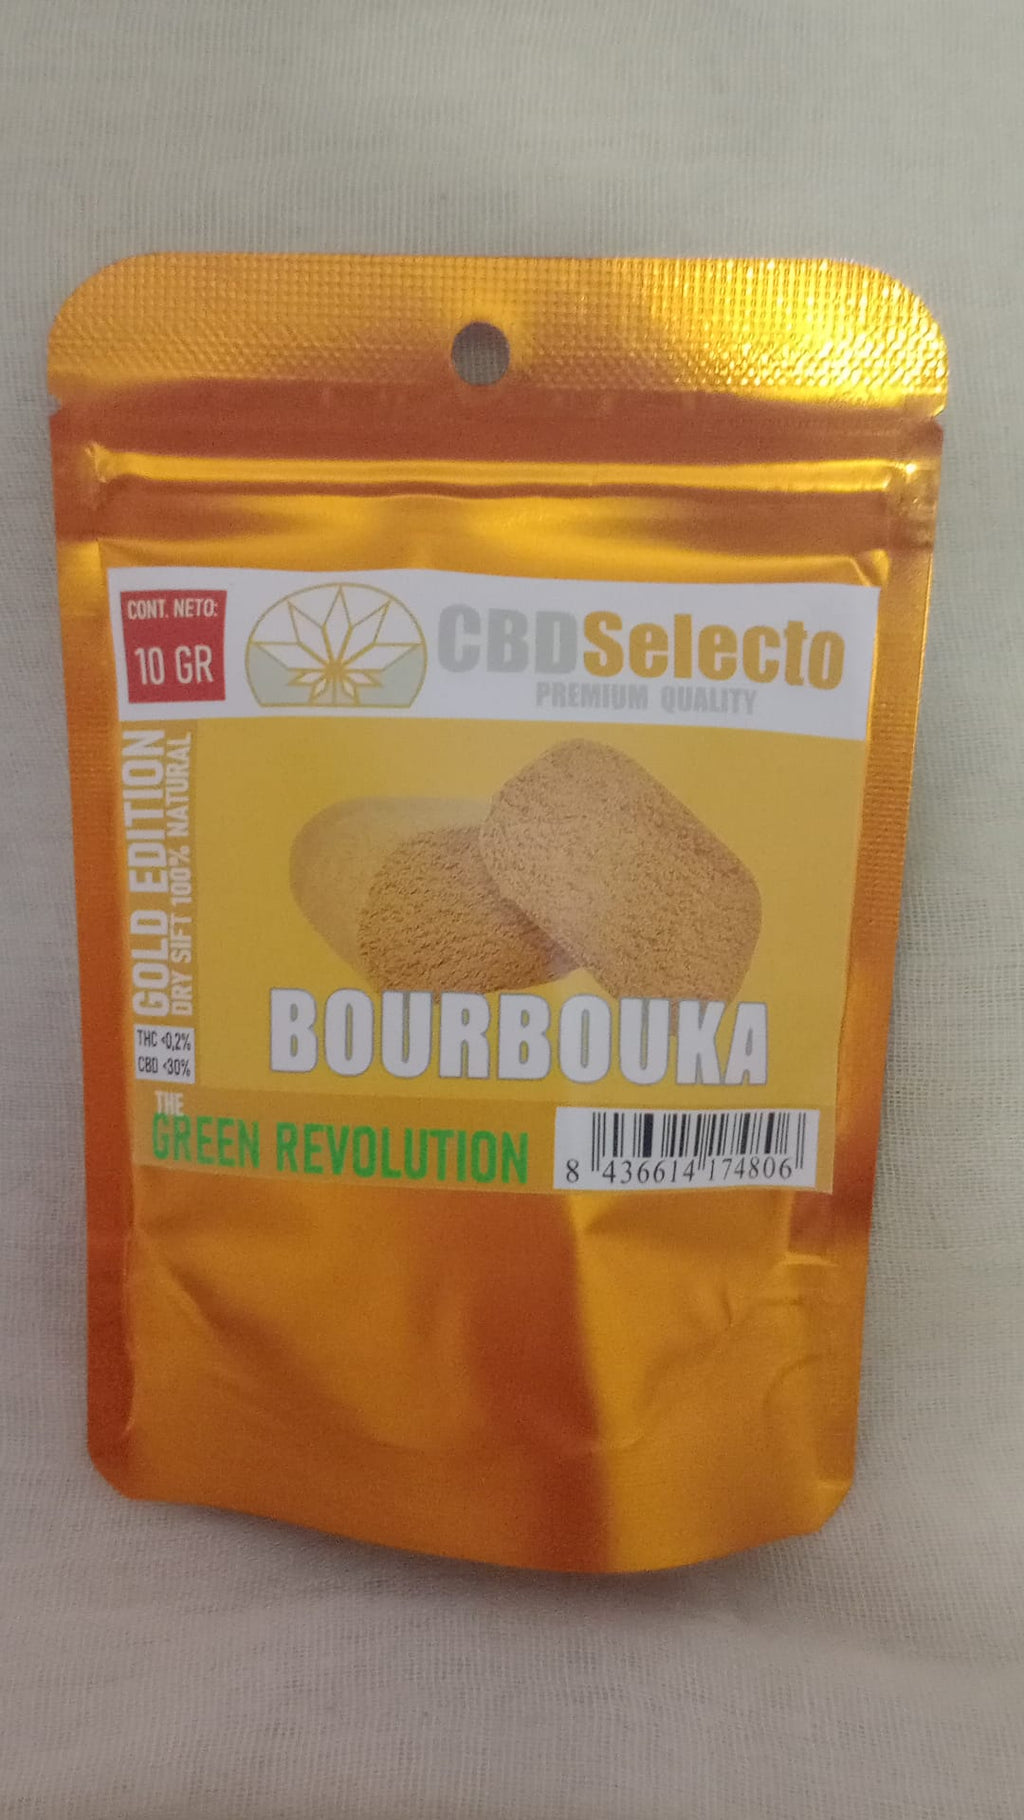 CONT. NETO:
10 GR
CBDSelecto
PREMIUM QUALITY
GOLD EDITION
DRY SIFT 100% NATURAL
THC <0,2%
CBD <30%
BOURBOUKA
THE
GREEN REVOLUTION
8 436614 174806